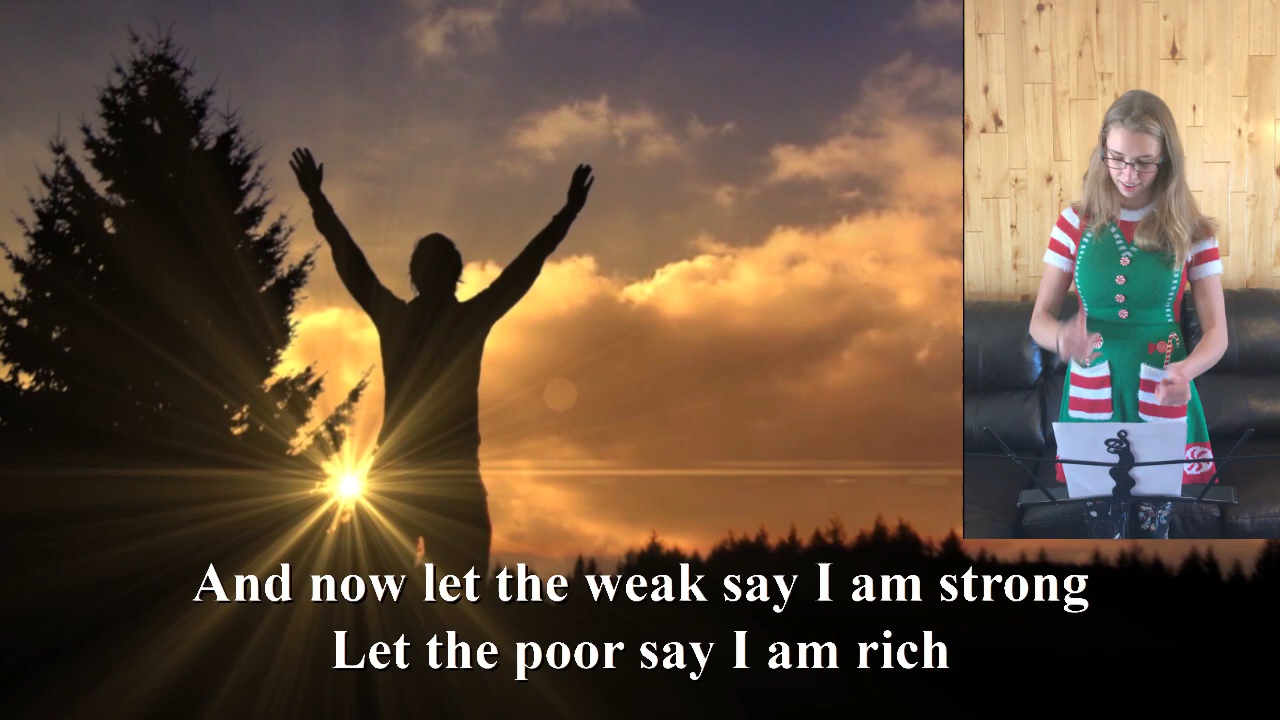 And now let the weak say I am strong
Let the poor say I am rich